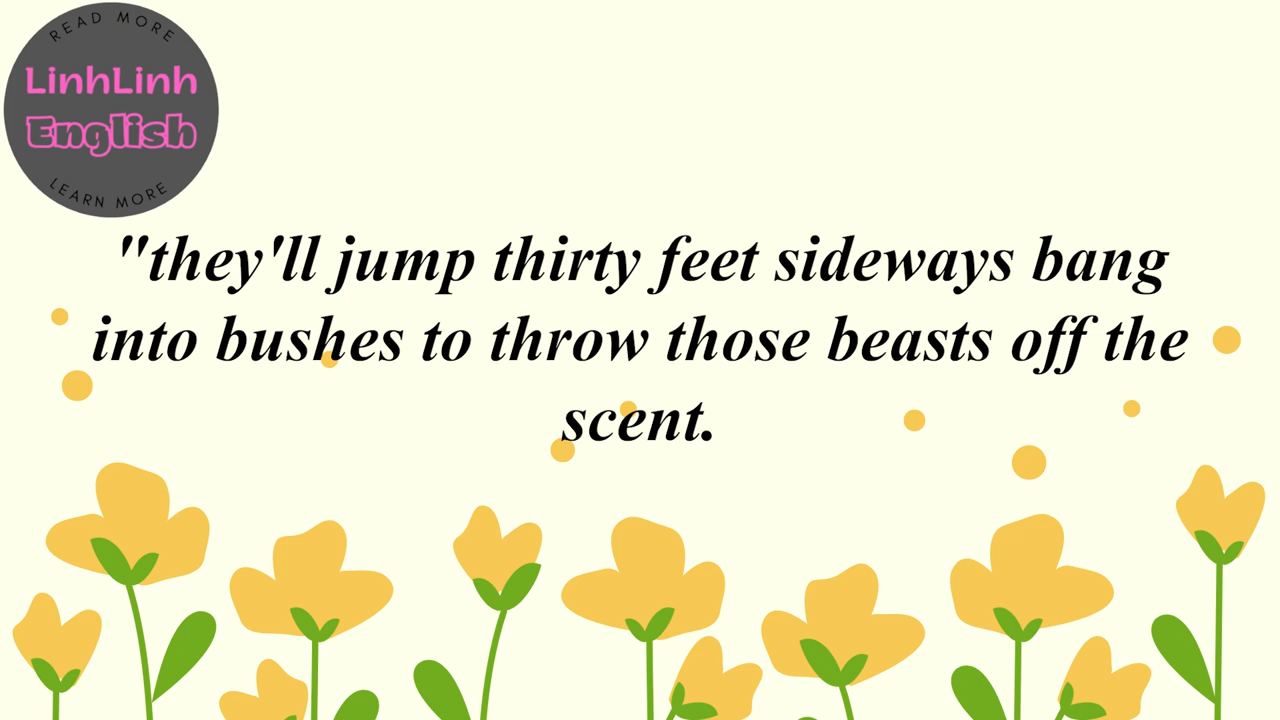 READ MORE
LinhLinh
English
LEARN MORE
"they'll jump thirty feet sideways bang
into bushes to throw those beasts off the
scent.